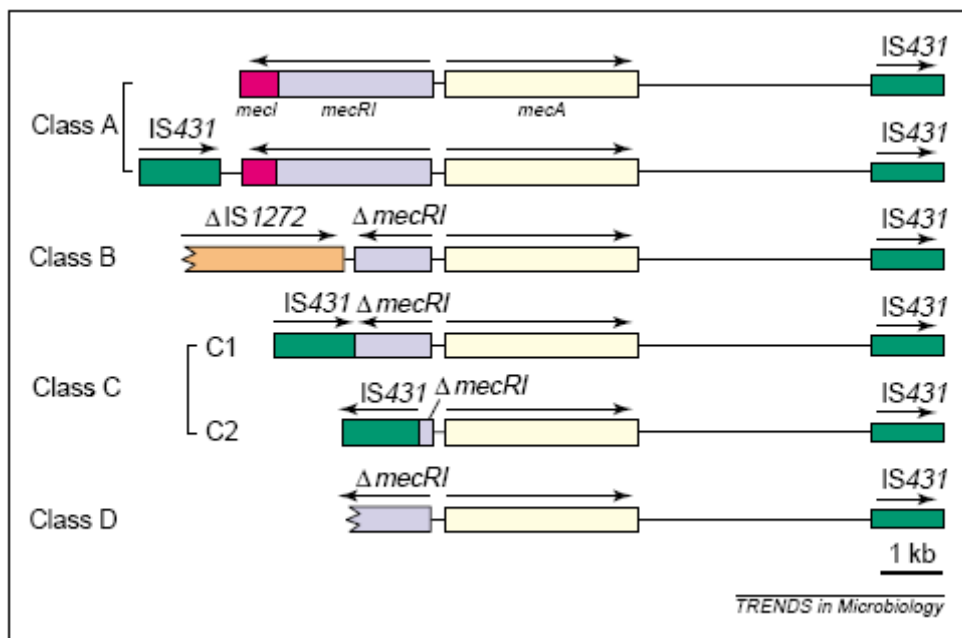 IS431
mecI mecRI mecA
Class A
IS431 IS431
ΔIS1272 ΔmecRI IS431
Class B
IS431 ΔmecRI IS431
C1
Class C
IS431 ΔmecRI IS431
C2
ΔmecRI IS431
Class D
1 kb
TRENDS in Microbiology